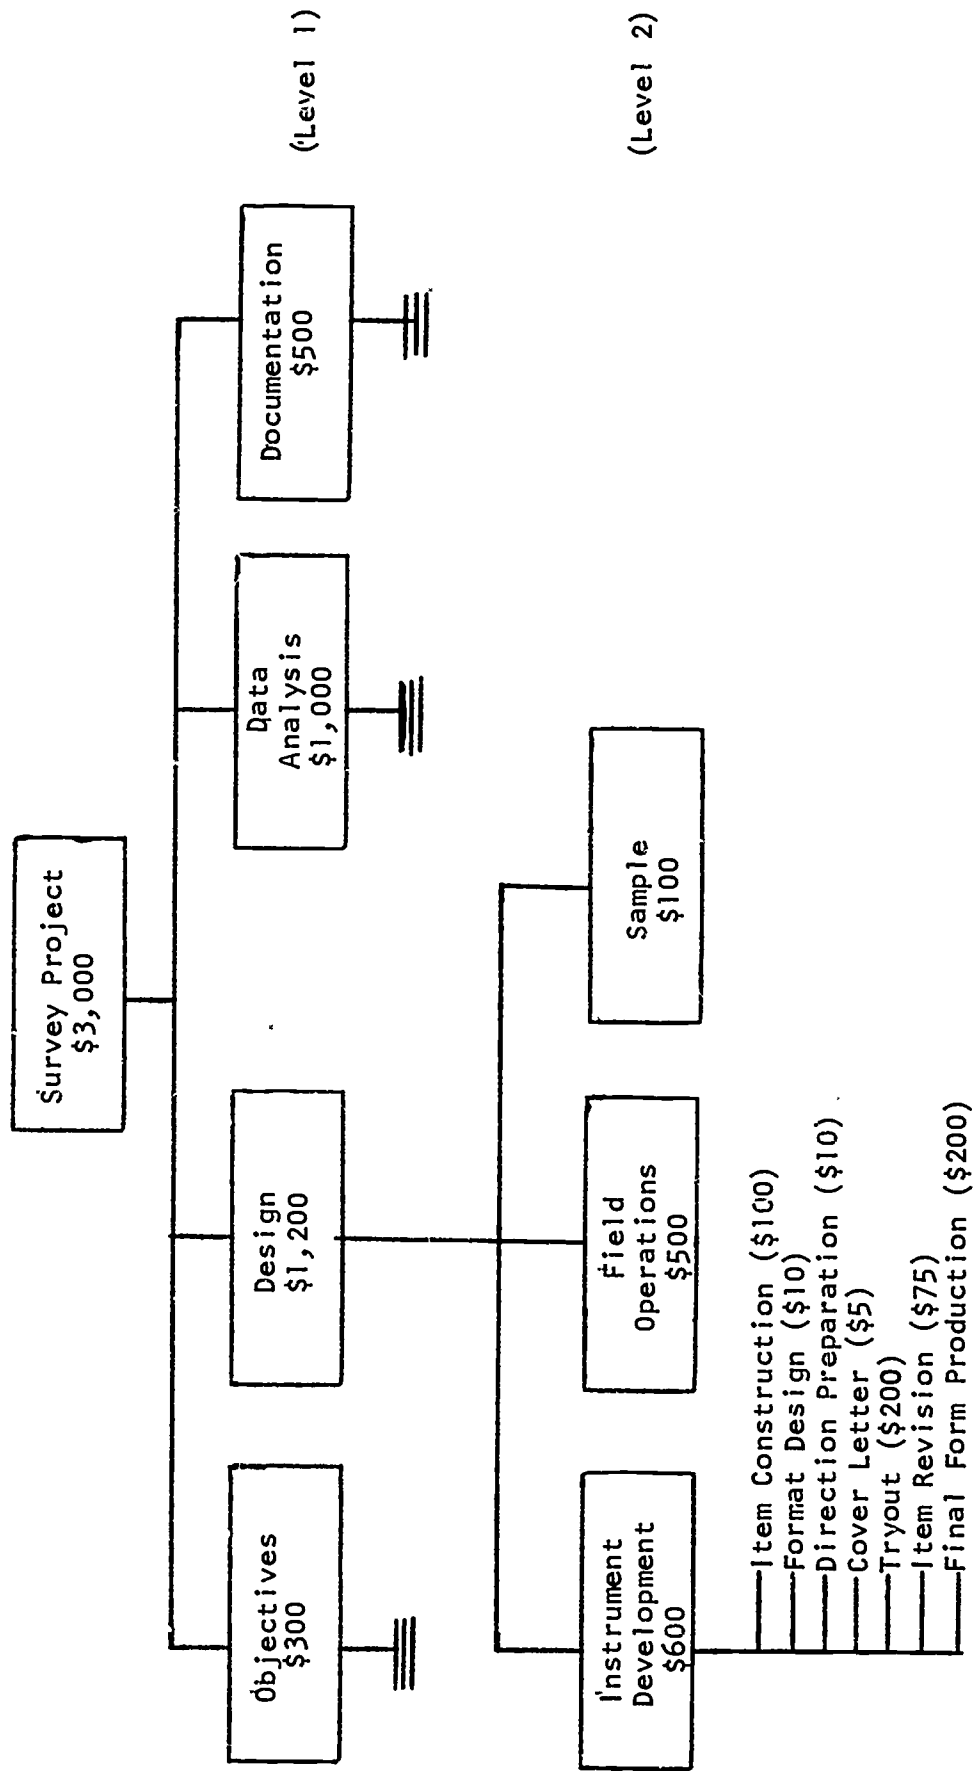 Survey Project
$3,000
Objectives
$300
Design
$1,200
Data
Analysis
$1,000
Documentation
$500
(Level 1)
Instrument
Development
$600
Field
Operations
$500
Sample
$100
(Level 2)
Item Construction ($100)
Format Design ($10)
Direction Preparation ($10)
Cover Letter ($5)
Tryout ($200)
Item Revision ($75)
Final Form Production ($200)